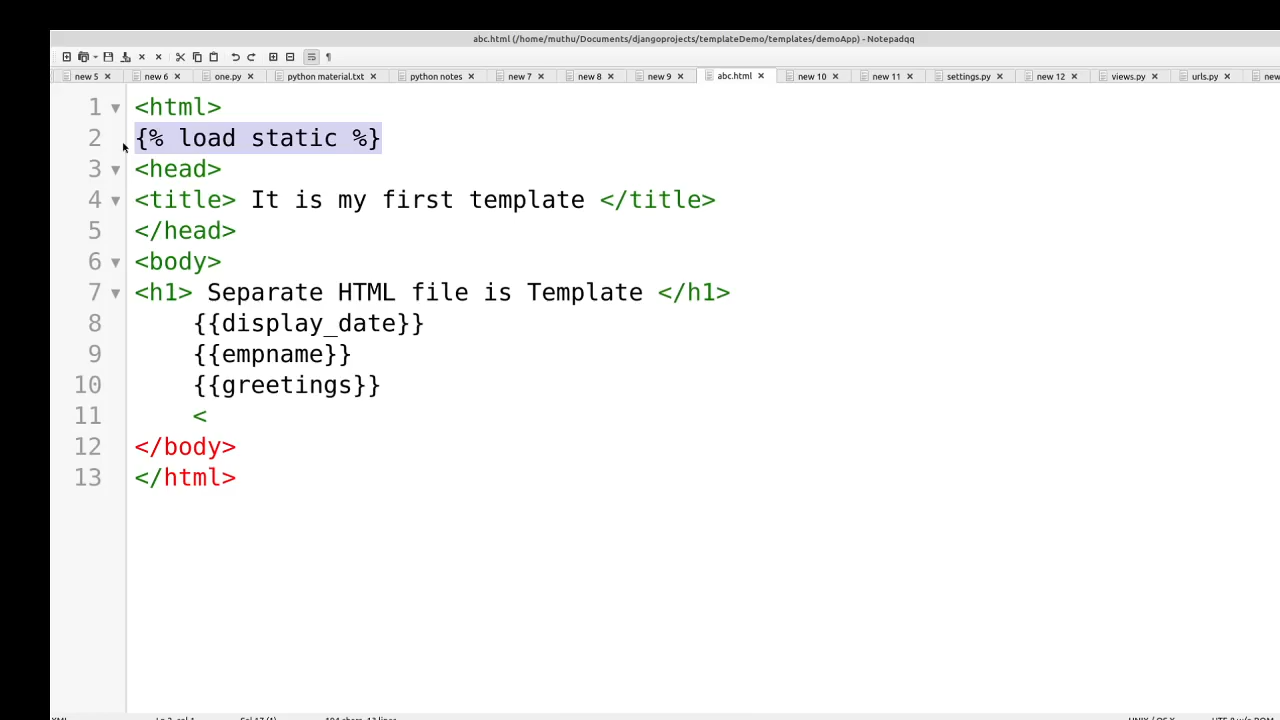 abc.html (/home/muthu/Documents/djangoprojects/templateDemo/templates/demoApp) - Notepadqq
new 5 new 6 one.py python material.txt python notes new 7 new 8 new 9 abc.html new 10 new 11 settings.py new 12 views.py urls.py new
1 <html>
2 {% load static %}
3 <head>
4 <title> It is my first template </title>
5 </head>
6 <body>
7 <h1> Separate HTML file is Template </h1>
8 {{display_date}}
9 {{empname}}
10 {{greetings}}
11 <
12 </body>
13 </html>